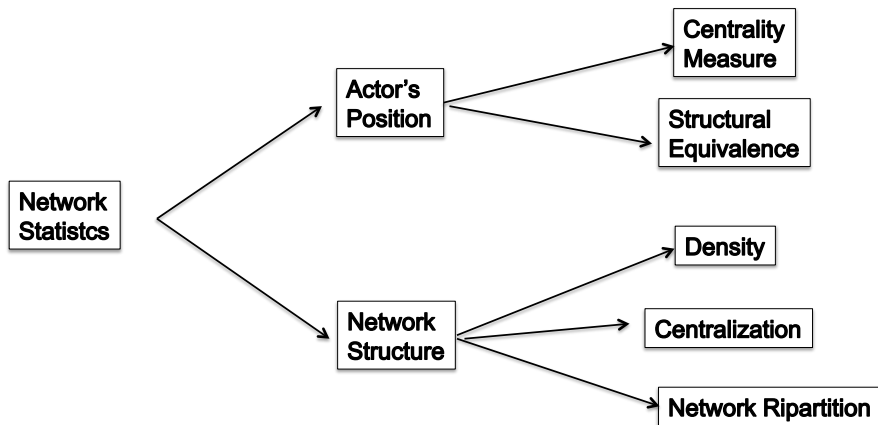 Centrality
Measure
Actor's
Position
Structural
Equivalence
Network
Statistcs
Density
Network
Structure
Centralization
Network Ripartition